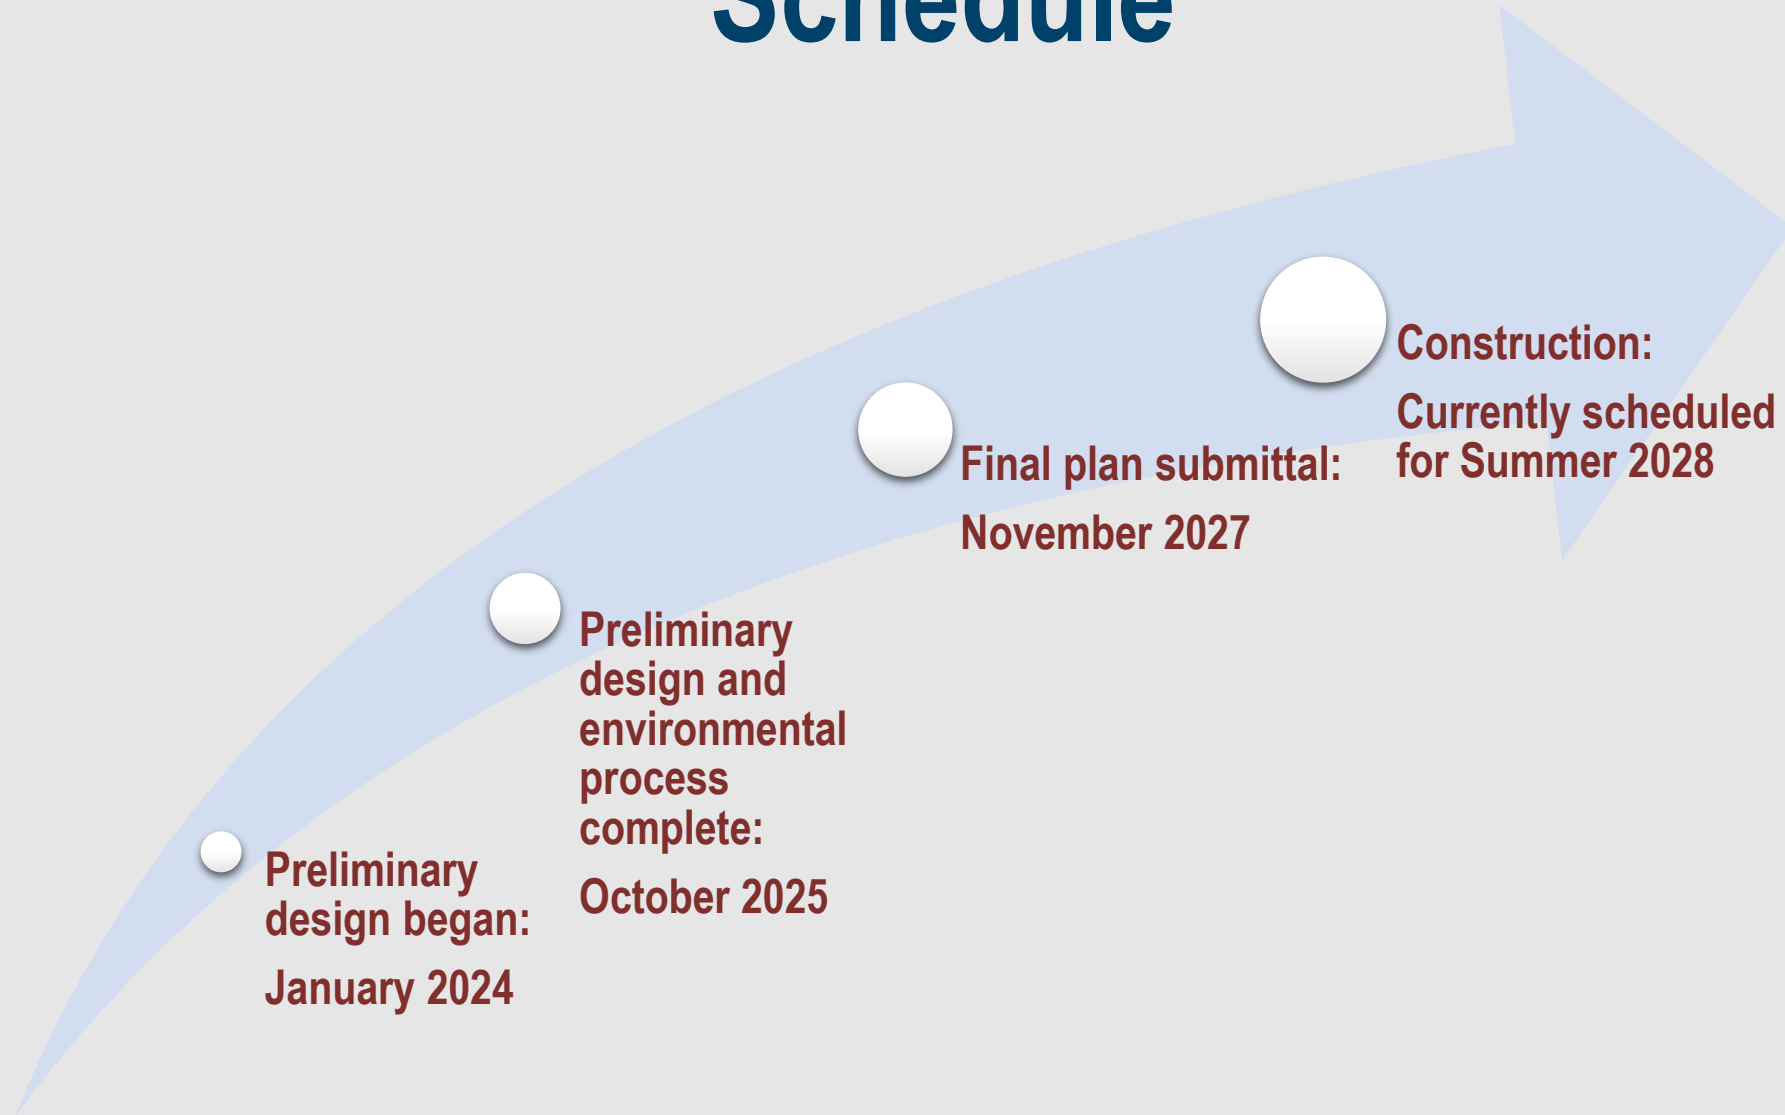 Schedule
Preliminary
design began:
January 2024
Preliminary
design and
environmental
process
complete:
October 2025
Final plan submittal:
November 2027
Construction:
Currently scheduled
for Summer 2028